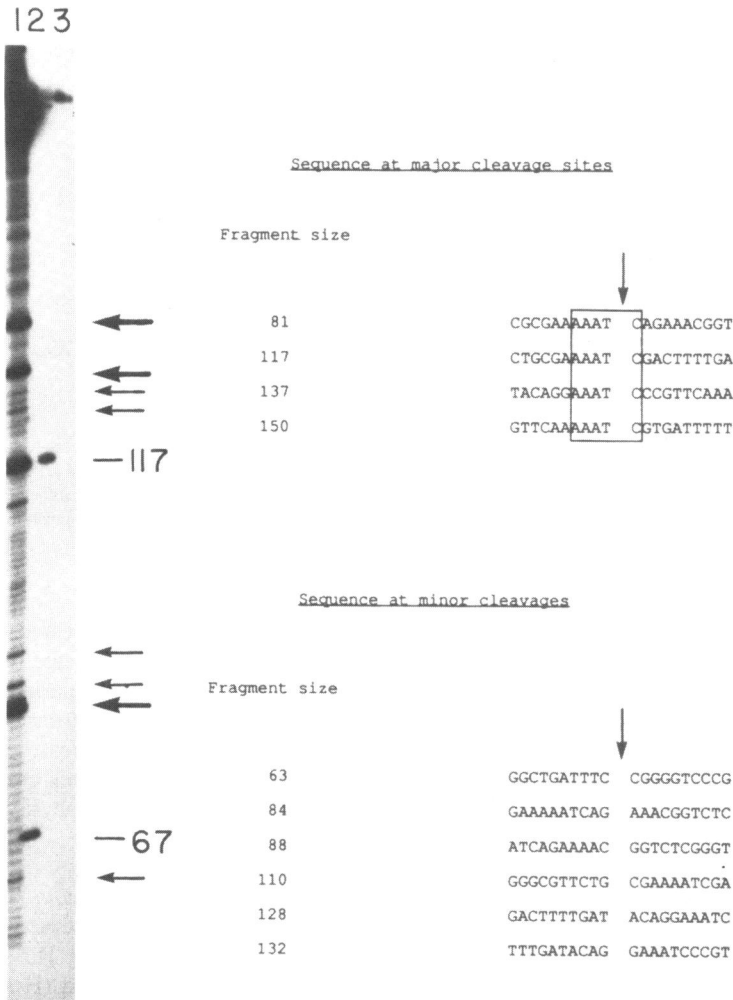 123
Sequence at major cleavage sites
Fragment size
81 CGCGAAAAAT CAGAAACGGT
117 CTGCGAAAAT CGACTTTTGA
137 TACAGGAAAT CCCGTTCAAA
150 GTTCAAAAAT CGTGATTTTT
—117
Sequence at minor cleavages
Fragment size
63 GGCTGATTTC CGGGGTCCCG
84 GAAAAATCAG AAACGGTCTC
88 ATCAGAAAAC GGTCTCGGGT
—67
110 GGGCGTTCTG CGAAAATCGA
128 GACTTTTGAT ACAGGAAATC
132 TTTGATACAG GAAATCCCGT